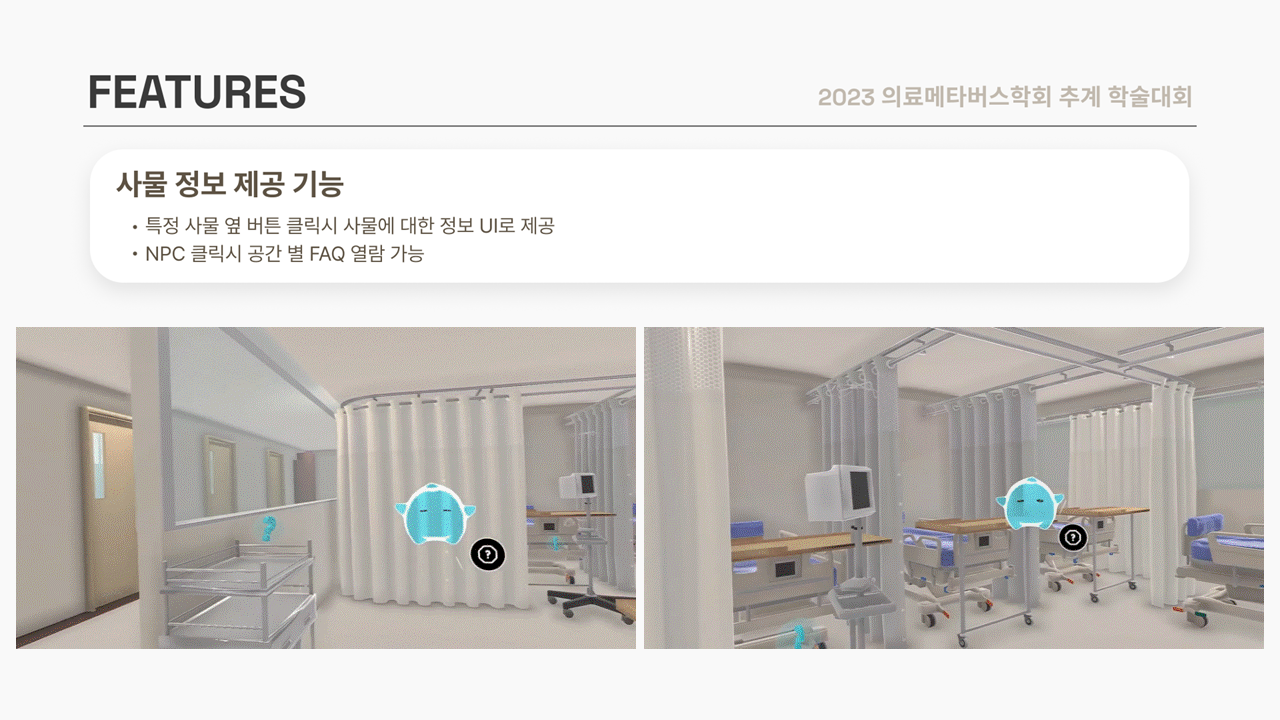 FEATURES
2023 의료메타버스학회 추계 학술대회
사물 정보 제공 기능
• 특정 사물 옆 버튼 클릭시 사물에 대한 정보 UI로 제공
• NPC 클릭시 공간 별 FAQ 열람 가능
?
?
?
?